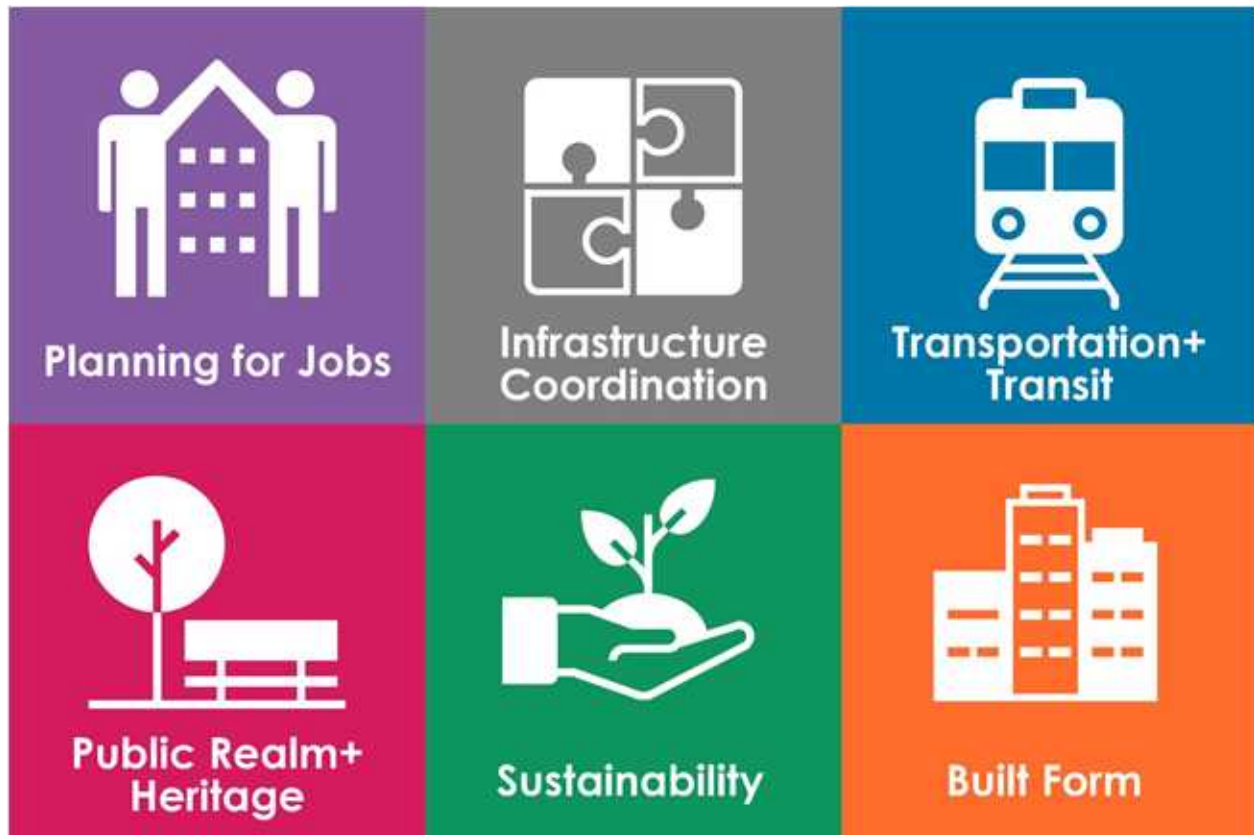 Planning for Jobs
Infrastructure
Coordination
Transportation+
Transit
Public Realm+
Heritage
Sustainability
Built Form